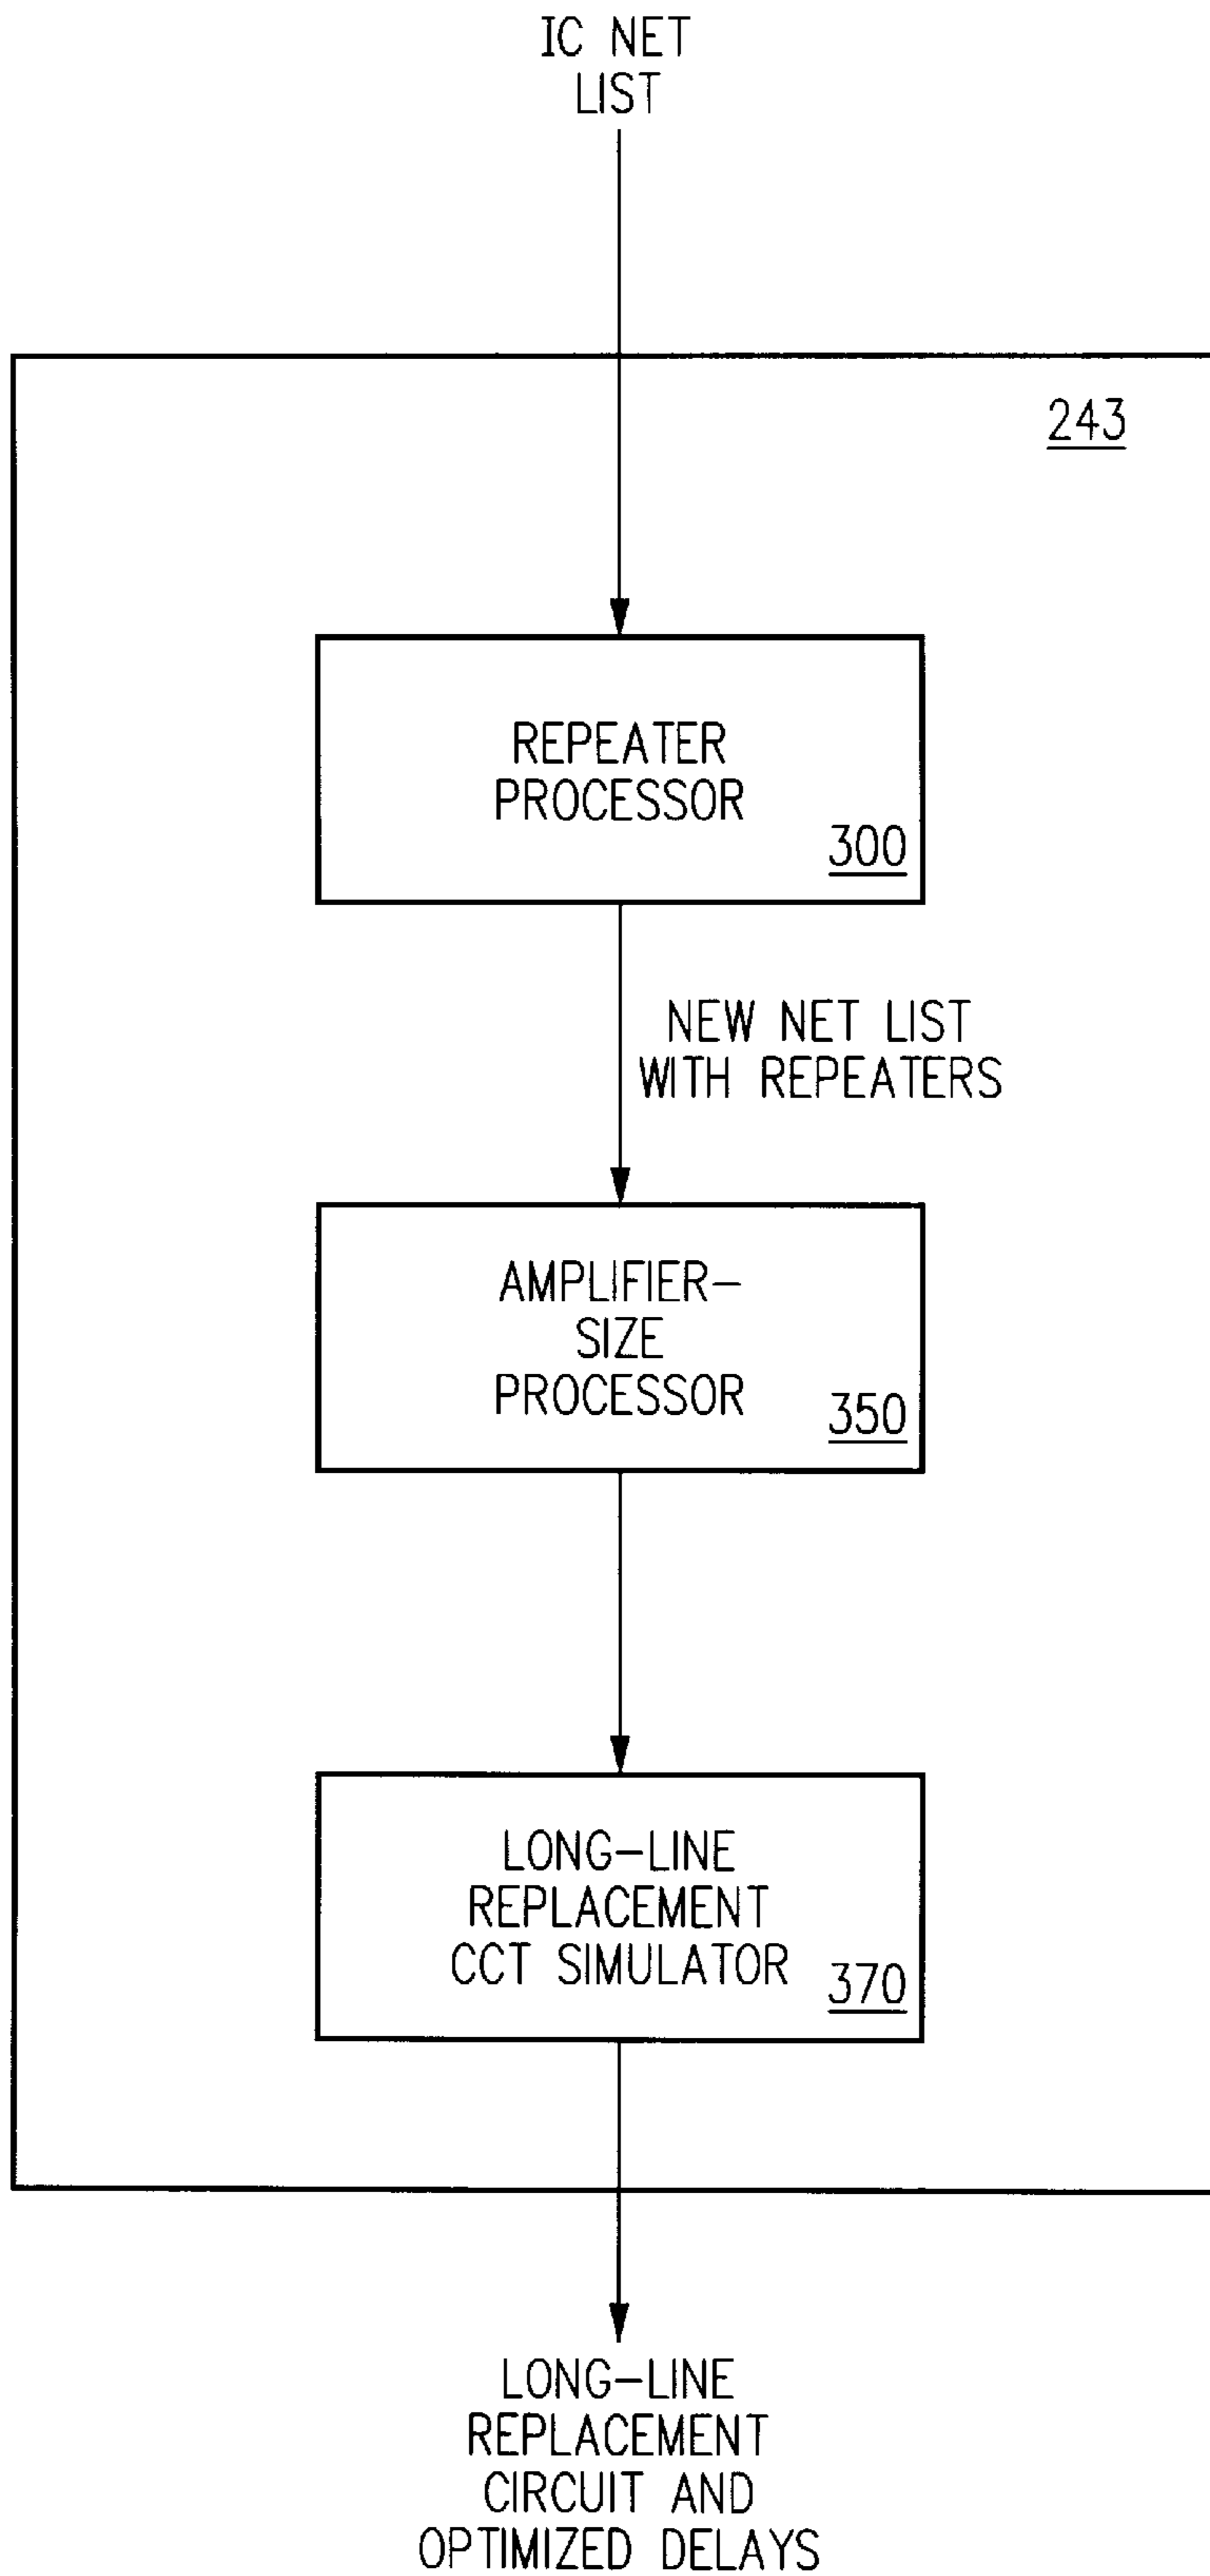 IC NET
LIST
243
REPEATER
PROCESSOR
300
NEW NET LIST
WITH REPEATERS
AMPLIFIER-
SIZE
PROCESSOR
350
LONG-LINE
REPLACEMENT
CCT SIMULATOR
370
LONG-LINE
REPLACEMENT
CIRCUIT AND
OPTIMIZED DELAYS